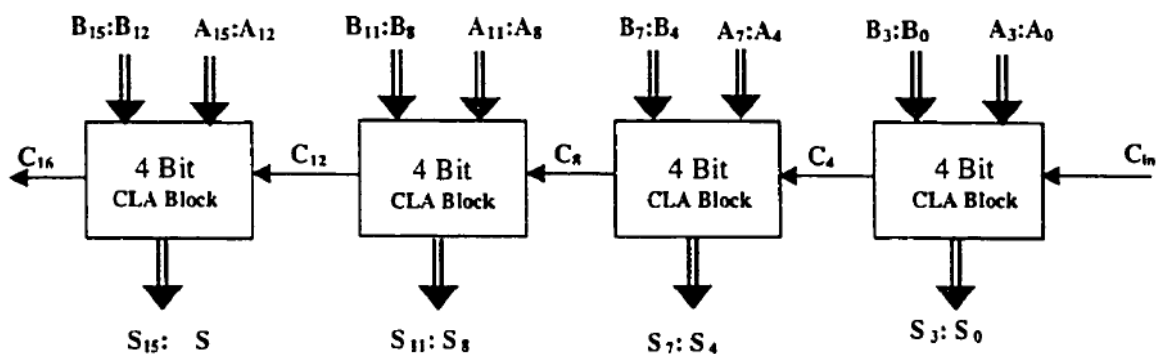 B₁₅:B₁₂ A₁₅:A₁₂ B₁₁:B₈ A₁₁:A₈ B₇:B₄ A₇:A₄ B₃:B₀ A₃:A₀
C₁₆ 4 Bit C₁₂ 4 Bit C₈ 4 Bit C₄ 4 Bit Cᵢₙ
CLA Block CLA Block CLA Block CLA Block
S₁₅: S S₁₁: S₈ S₇: S₄ S₃: S₀